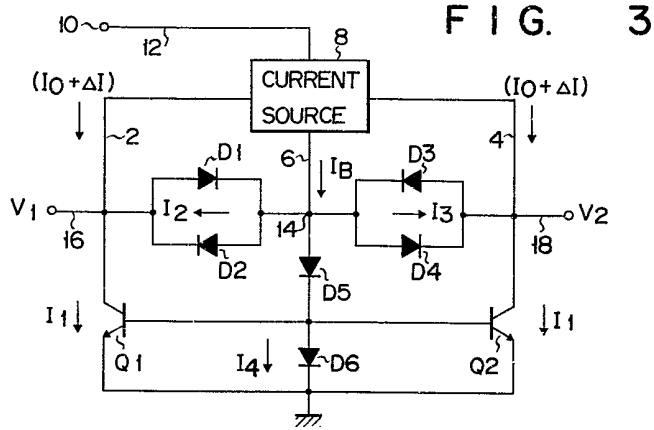 FIG. 3
10
12
8
CURRENT
SOURCE
(I0 + ΔI)
(I0 + ΔI)
2
4
6
IB
D1
D3
V1
I2
I3
V2
16
14
18
D2
D4
D5
I1
I1
Q1
I4
D6
Q2